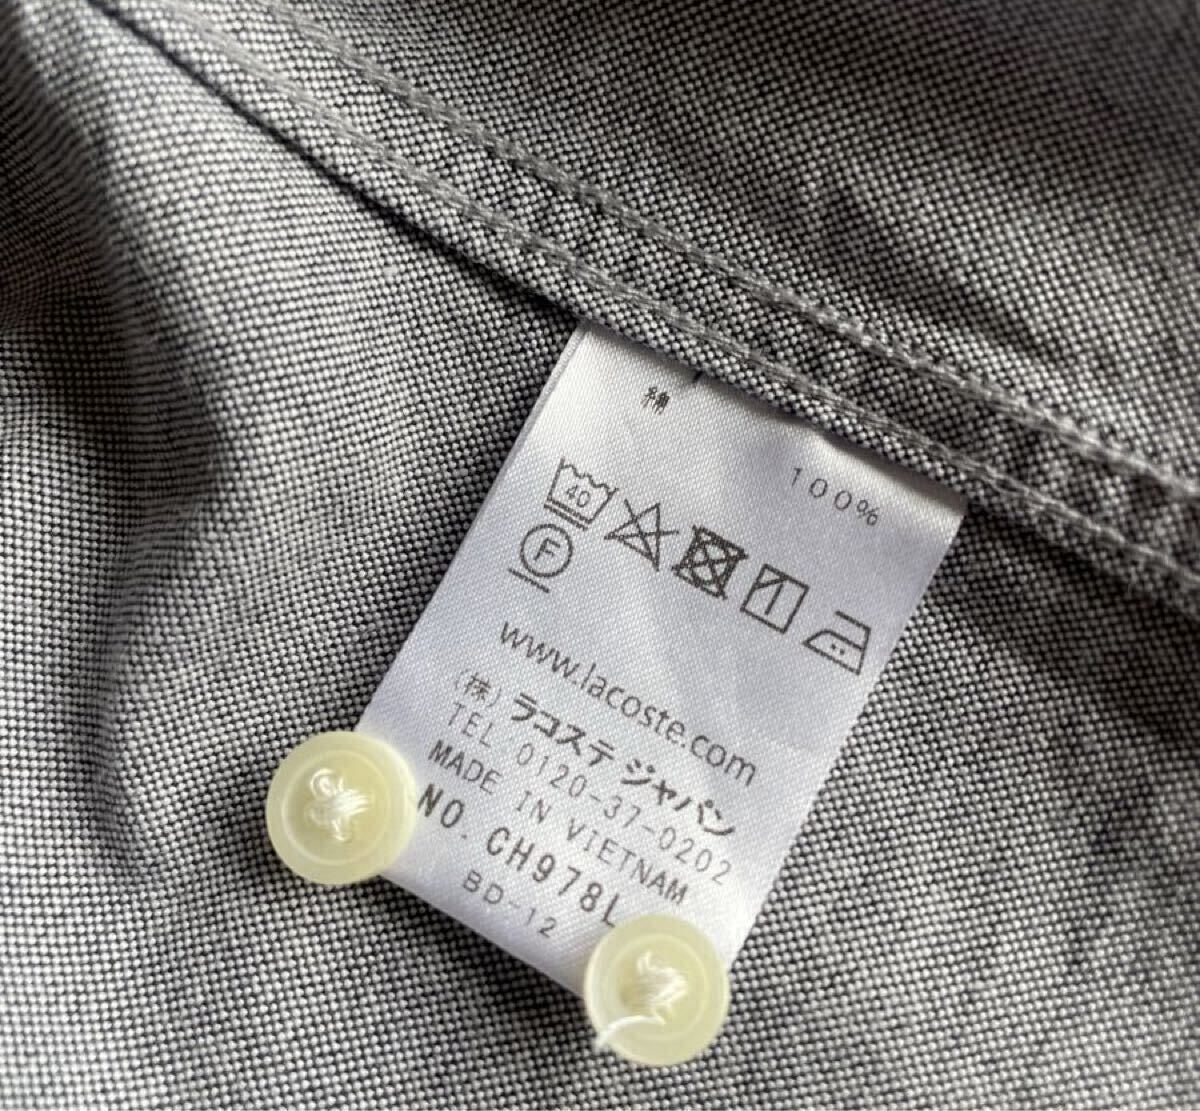 綿 100%
40
F
www.lacoste.com
(株) ラコステ ジャパン
TEL 0120-37-0202
MADE IN VIETNAM
NO. CH978L
BD-12